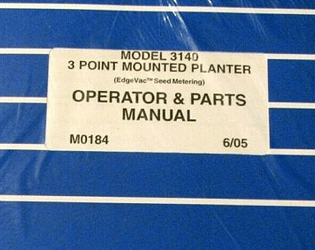 MODEL 3140
3 POINT MOUNTED PLANTER
(EdgeVac™ Seed Metering)
OPERATOR & PARTS
MANUAL
M0184 6/05